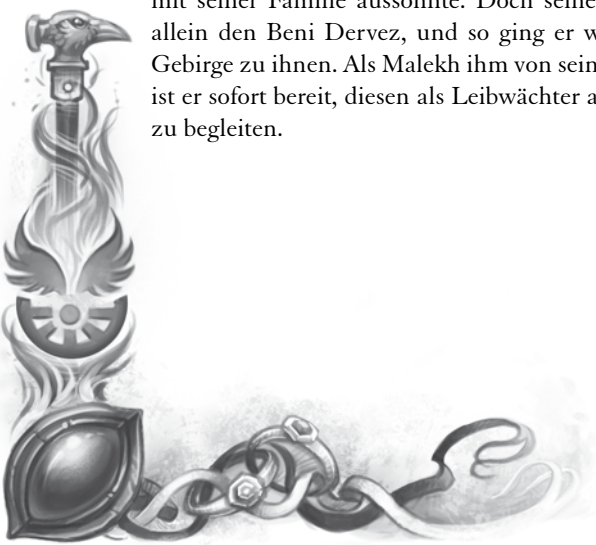 mit seiner Familie aussöhnte. Doch seine
allein den Beni Dervez, und so ging er w
Gebirge zu ihnen. Als Malekh ihm von sein
ist er sofort bereit, diesen als Leibwächter a
zu begleiten.